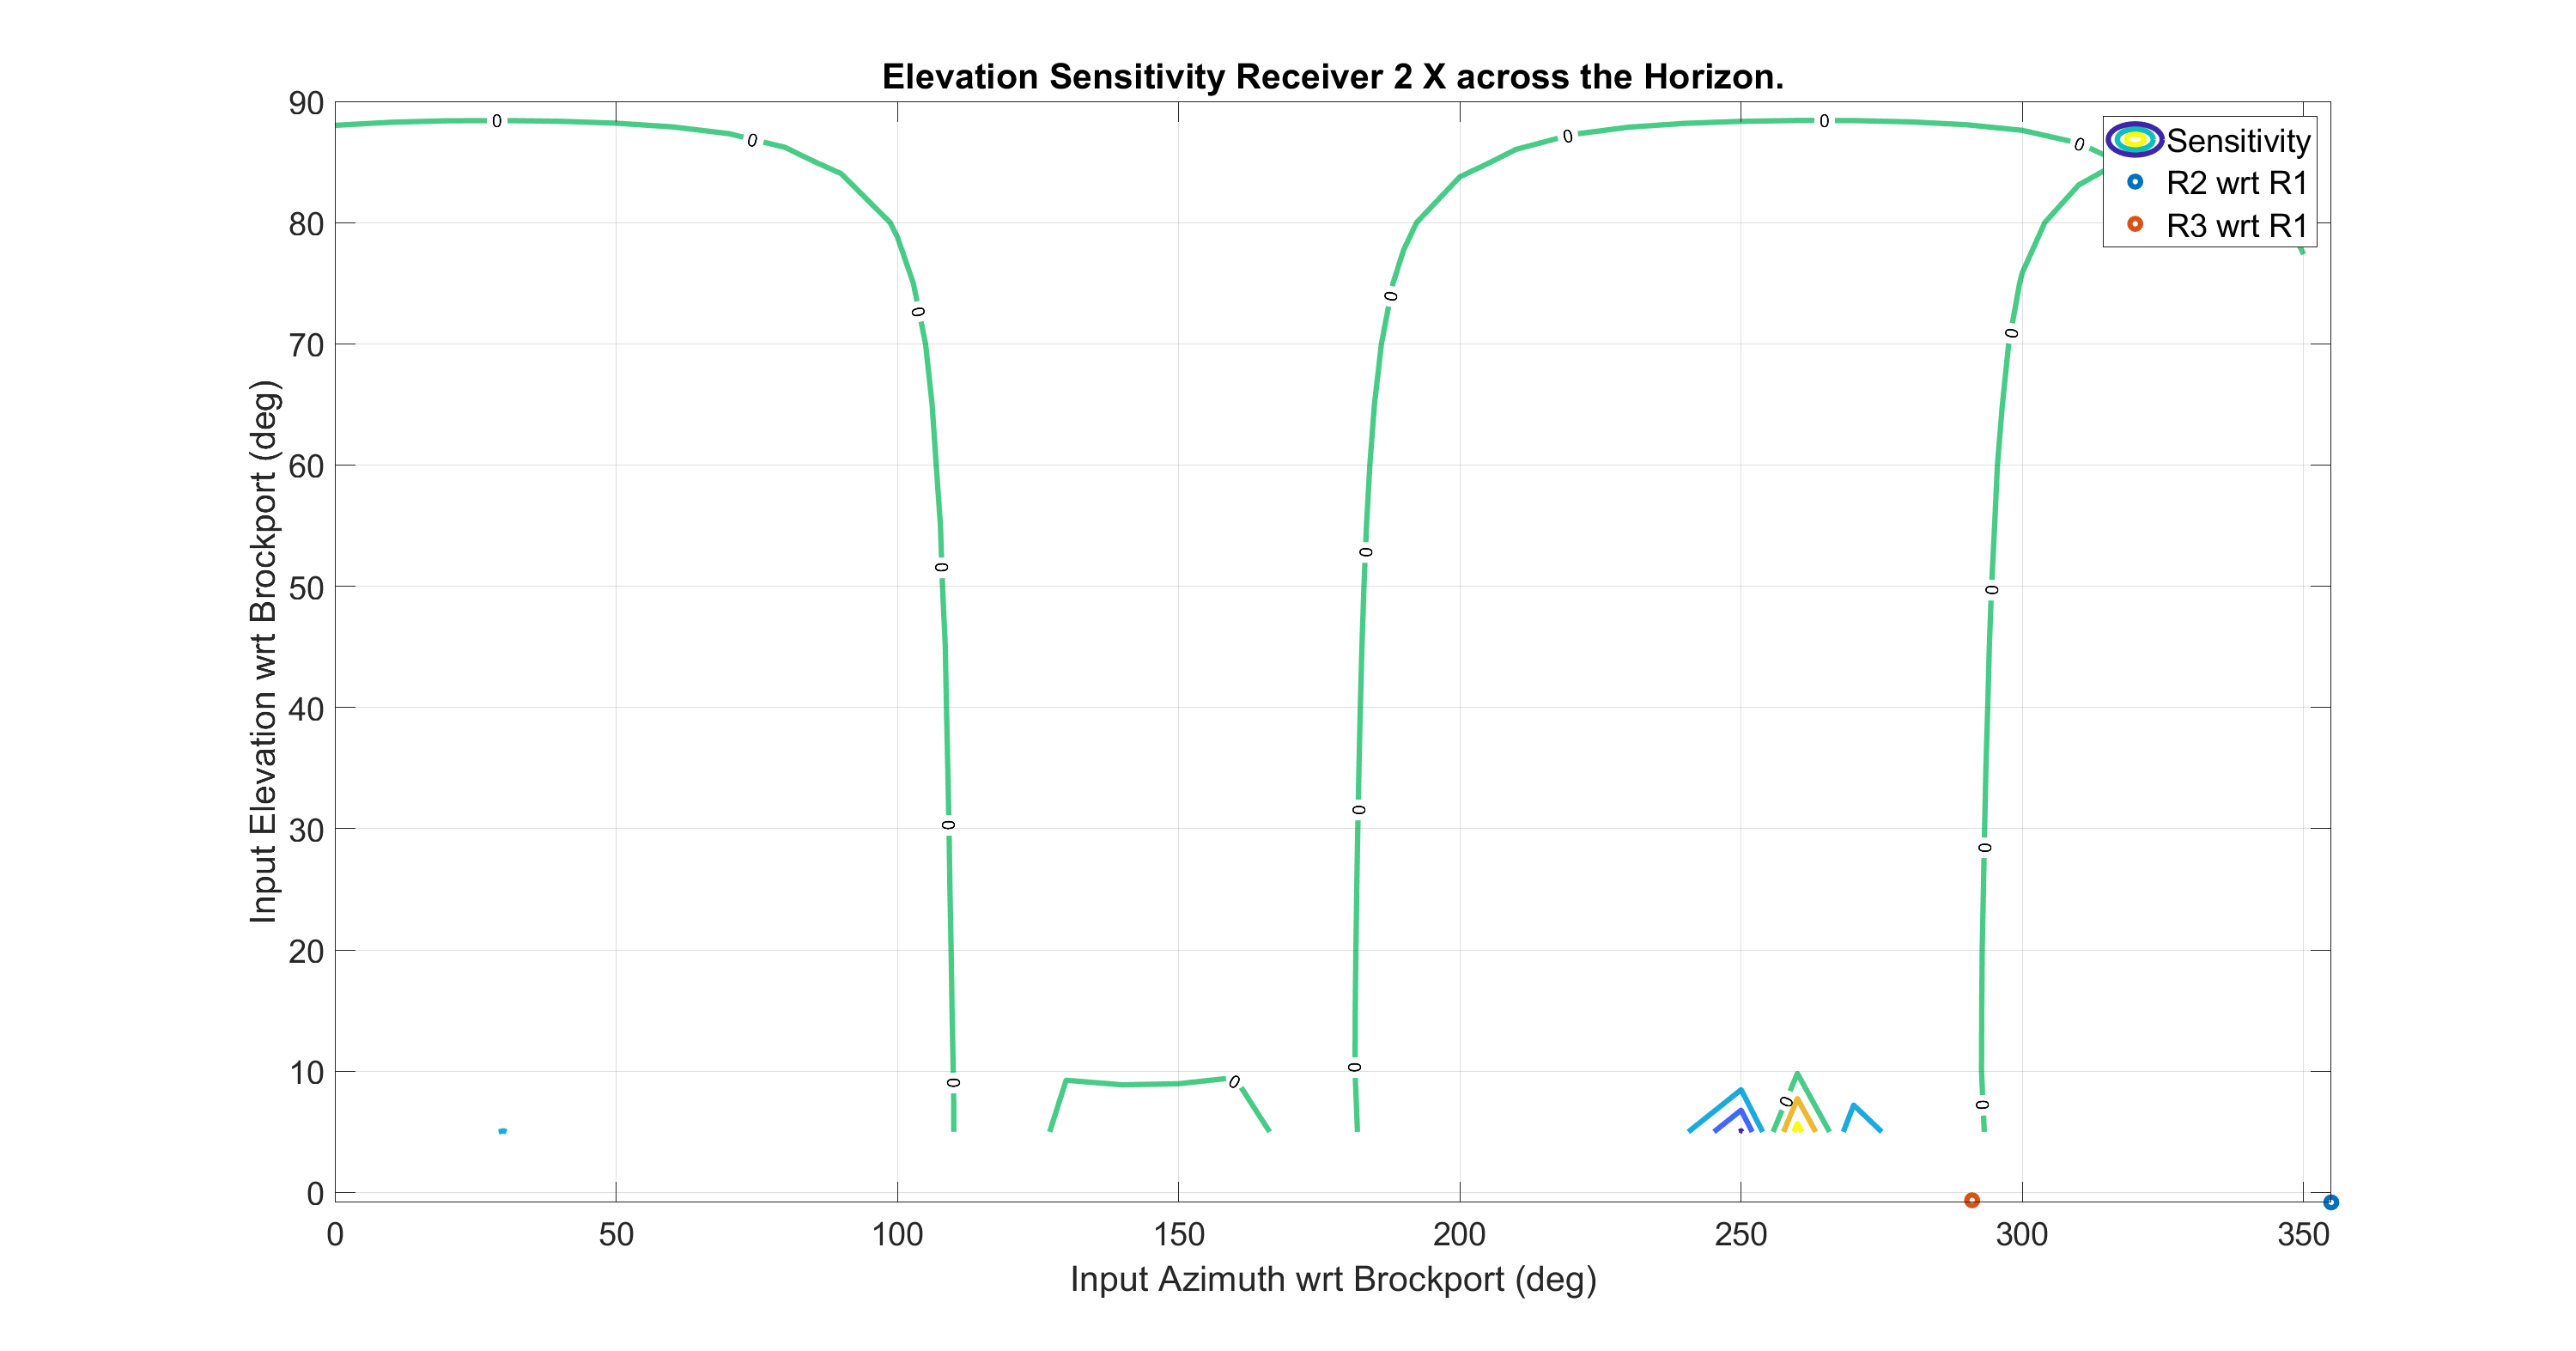 Elevation Sensitivity Receiver 2 X across the Horizon.
Sensitivity
R2 wrt R1
R3 wrt R1
90
80
70
60
50
40
30
20
10
0
Input Elevation wrt Brockport (deg)
0 0 0 0 0
0 0 0
0 0 0
0 0 0
0 0 0 0 0 0
0 50 100 150 200 250 300 350
Input Azimuth wrt Brockport (deg)